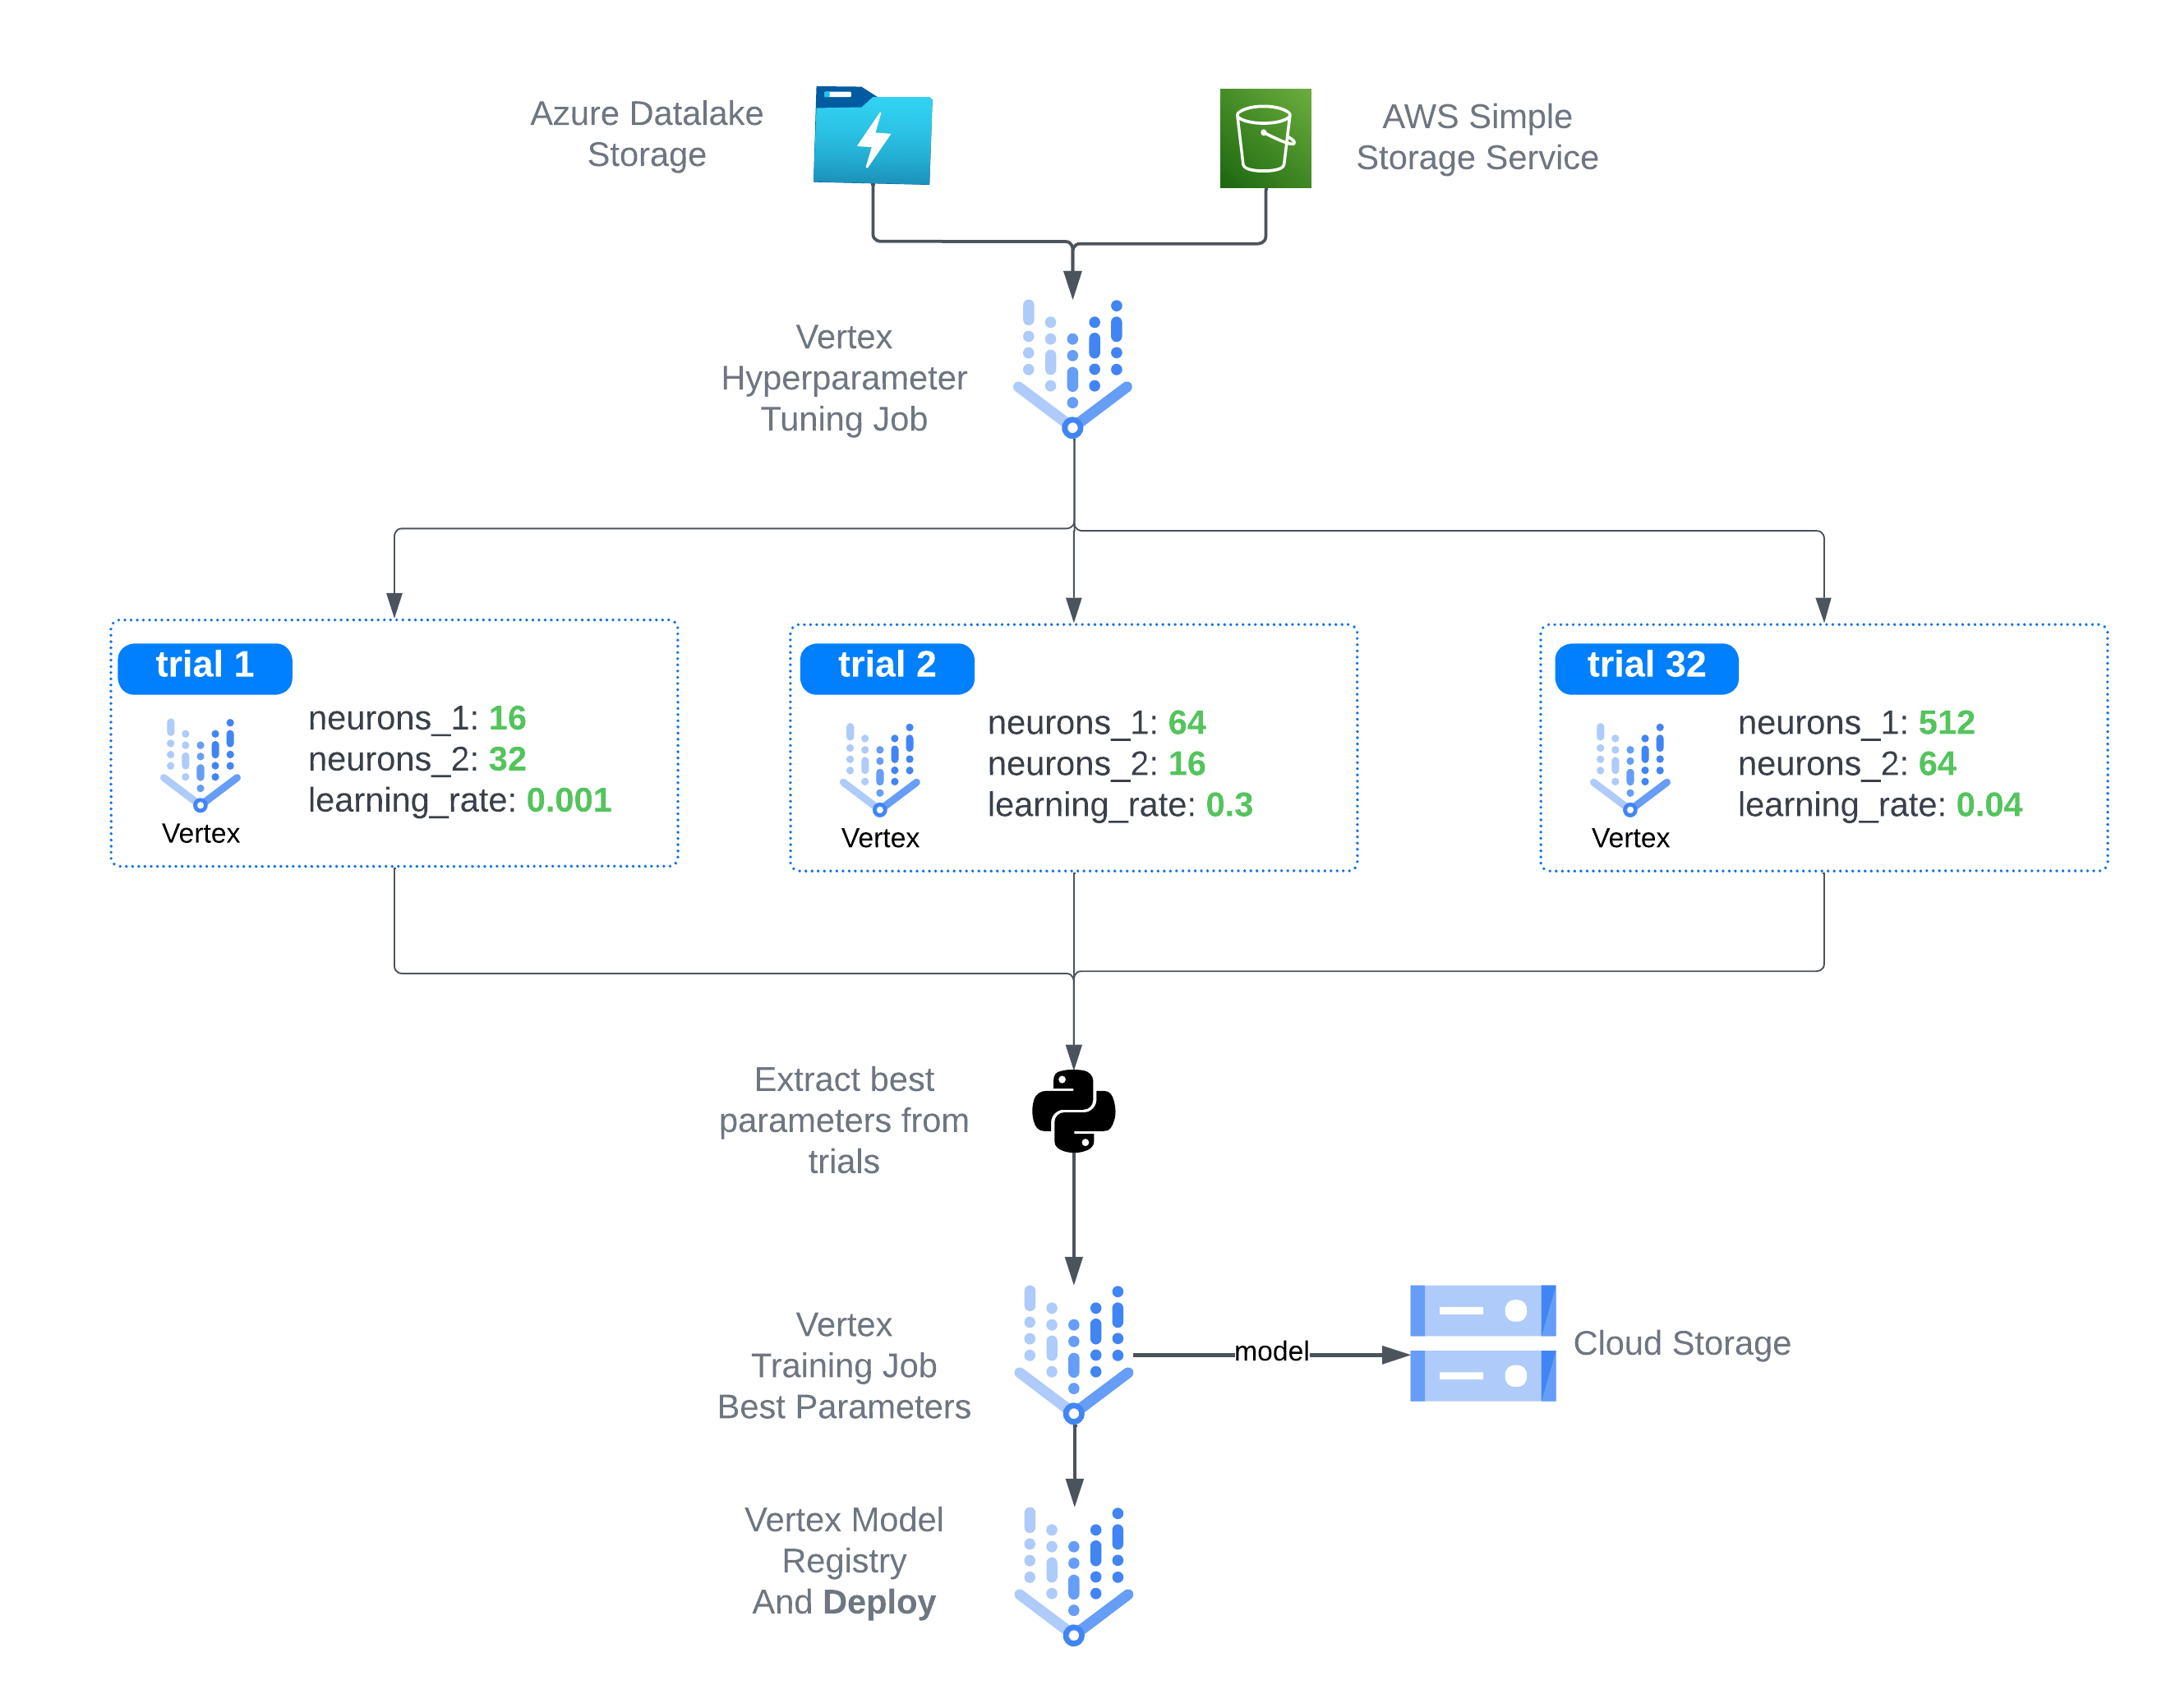 Azure Datalake
Storage
AWS Simple
Storage Service
Vertex
Hyperparameter
Tuning Job
trial 1
neurons_1: 16
neurons_2: 32
learning_rate: 0.001
Vertex
trial 2
neurons_1: 64
neurons_2: 16
learning_rate: 0.3
Vertex
trial 32
neurons_1: 512
neurons_2: 64
learning_rate: 0.04
Vertex
Extract best
parameters from
trials
Vertex
Training Job
Best Parameters
model
Cloud Storage
Vertex Model
Registry
And Deploy